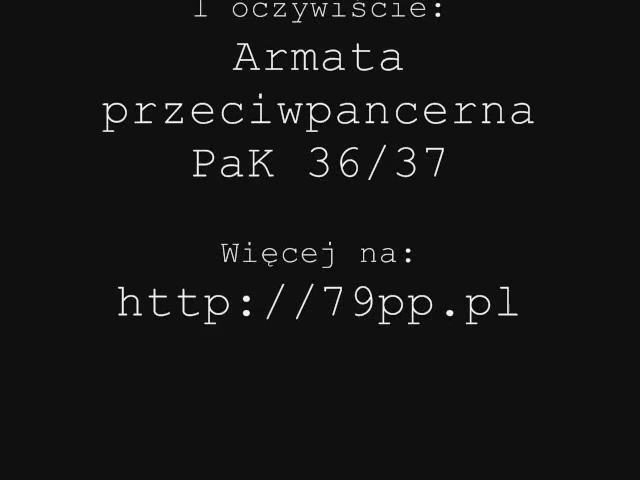 I oczywiście:
Armata
przeciwpancerna
PaK 36/37
Więcej na:
http://79pp.pl